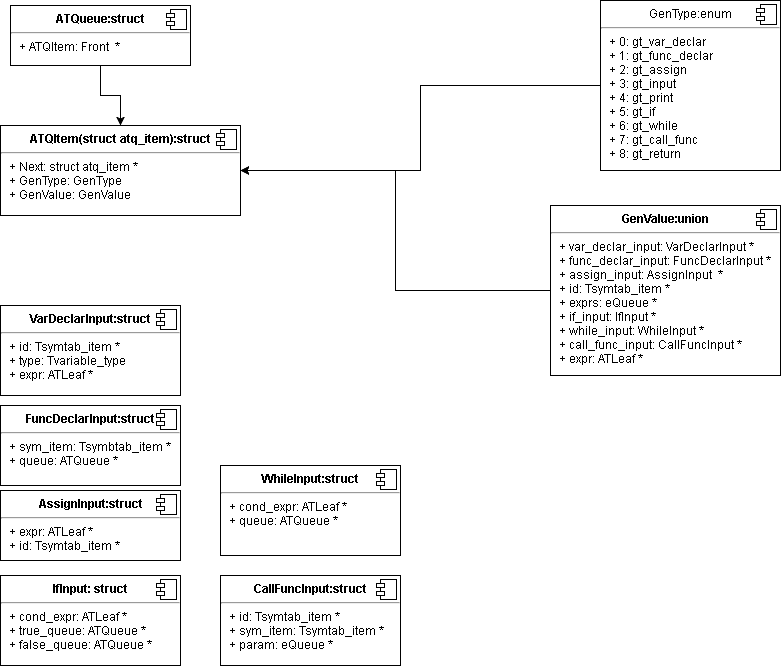 ATQueue:struct
+ ATQItem: Front *
GenType:enum
+ 0: gt_var_declar
+ 1: gt_func_declar
+ 2: gt_assign
+ 3: gt_input
+ 4: gt_print
+ 5: gt_if
+ 6: gt_while
+ 7: gt_call_func
+ 8: gt_return
ATQItem(struct atq_item):struct
+ Next: struct atq_item *
+ GenType: GenType
+ GenValue: GenValue
GenValue:union
+ var_declar_input: VarDeclarInput *
+ func_declar_input: FuncDeclarInput *
+ assign_input: AssignInput *
+ id: Tsymtab_item *
+ exprs: eQueue *
+ if_input: IfInput *
+ while_input: WhileInput *
+ call_func_input: CallFuncInput *
+ expr: ATLeaf *
VarDeclarInput:struct
+ id: Tsymtab_item *
+ type: Tvariable_type
+ expr: ATLeaf *
FuncDeclarInput:struct
+ sym_item: Tsymbtab_item *
+ queue: ATQueue *
AssignInput:struct
+ expr: ATLeaf *
+ id: Tsymtab_item *
WhileInput:struct
+ cond_expr: ATLeaf *
+ queue: ATQueue *
IfInput: struct
+ cond_expr: ATLeaf *
+ true_queue: ATQueue *
+ false_queue: ATQueue *
CallFuncInput:struct
+ id: Tsymtab_item *
+ sym_item: Tsymtab_item *
+ param: eQueue *